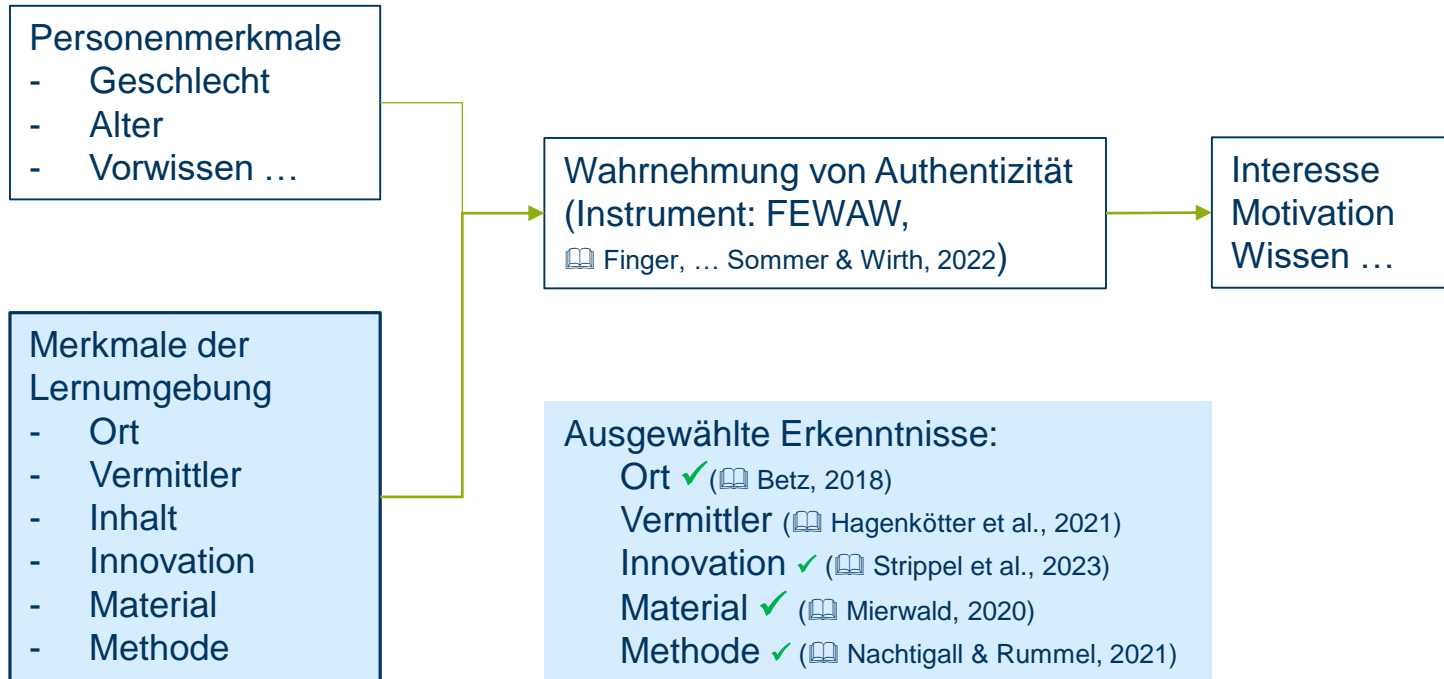 Personenmerkmale
- Geschlecht
- Alter
- Vorwissen …
Merkmale der
Lernumgebung
- Ort
- Vermittler
- Inhalt
- Innovation
- Material
- Methode
Wahrnehmung von Authentizität
(Instrument: FEWAW,
🕮 Finger, … Sommer & Wirth, 2022)
Interesse
Motivation
Wissen …
Ausgewählte Erkenntnisse:
Ort ✓ (🕮 Betz, 2018)
Vermittler (🕮 Hagenkötter et al., 2021)
Innovation ✓ (🕮 Strippel et al., 2023)
Material ✓ (🕮 Mierwald, 2020)
Methode ✓ (🕮 Nachtigall & Rummel, 2021)